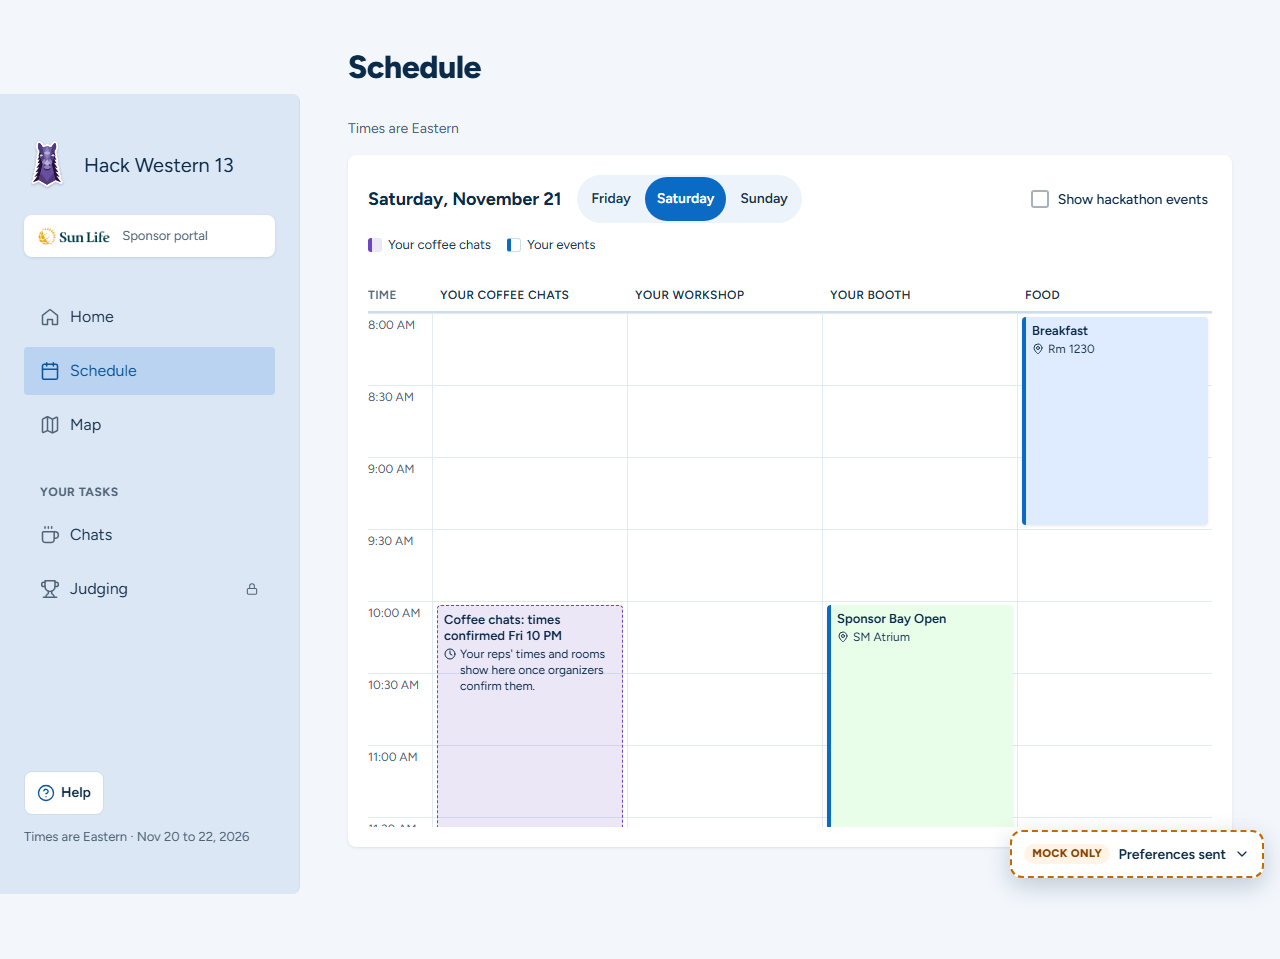 Schedule
Times are Eastern
Hack Western 13
Sun Life Sponsor portal
Home
Schedule
Map
YOUR TASKS
Chats
Judging
Help
Times are Eastern · Nov 20 to 22, 2026
Saturday, November 21
Friday
Saturday
Sunday
Show hackathon events
Your coffee chats
Your events
TIME
YOUR COFFEE CHATS
YOUR WORKSHOP
YOUR BOOTH
FOOD
8:00 AM
Breakfast
Rm 1230
8:30 AM
9:00 AM
9:30 AM
10:00 AM
Coffee chats: times
confirmed Fri 10 PM
Your reps' times and rooms
show here once organizers
confirm them.
Sponsor Bay Open
SM Atrium
10:30 AM
11:00 AM
MOCK ONLY
Preferences sent